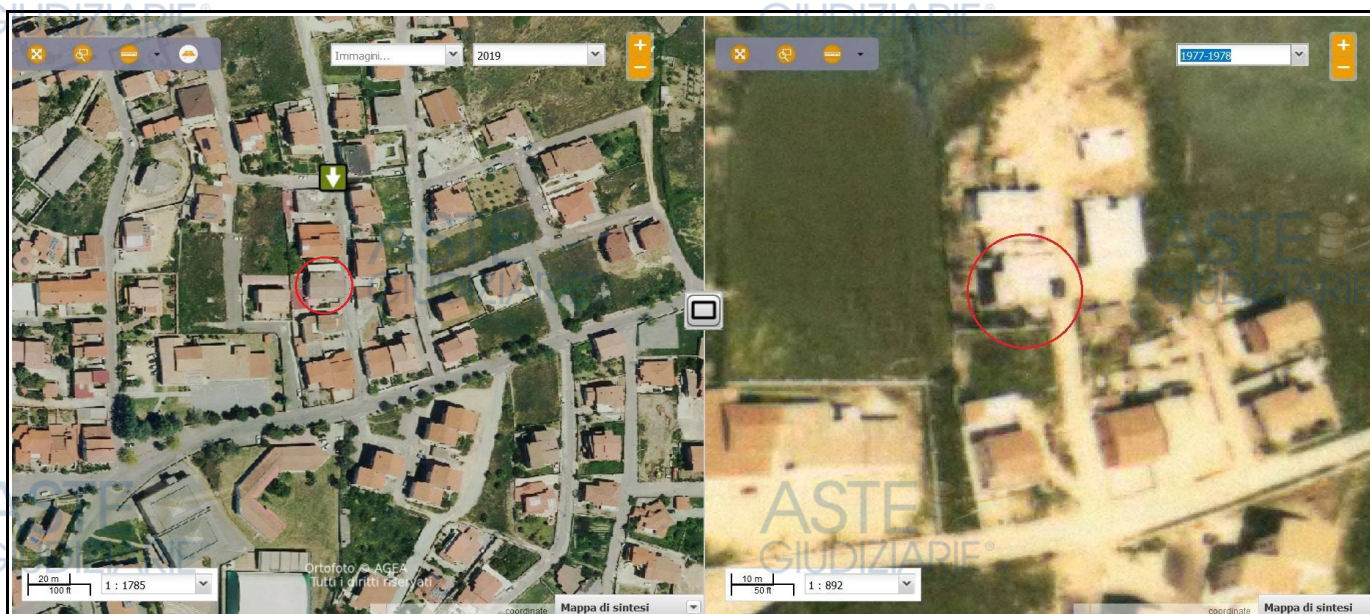 GIUDIZIARIE®
GIUDIZIARIE®
Immagini...
2019
1977-1978
ASTE
GIUDIZIARIE
ASTE
GIUDIZIARIE
ASTE
GIUDIZIARIE®
ASTE
GIUDIZIARIE®
Ortofoto © AGEA
Tutti i diritti riservati
20 m
100 ft
1 : 1785
coordinate
Mappa di sintesi
10 m
50 ft
1 : 892
coordinate
Mappa di sintesi